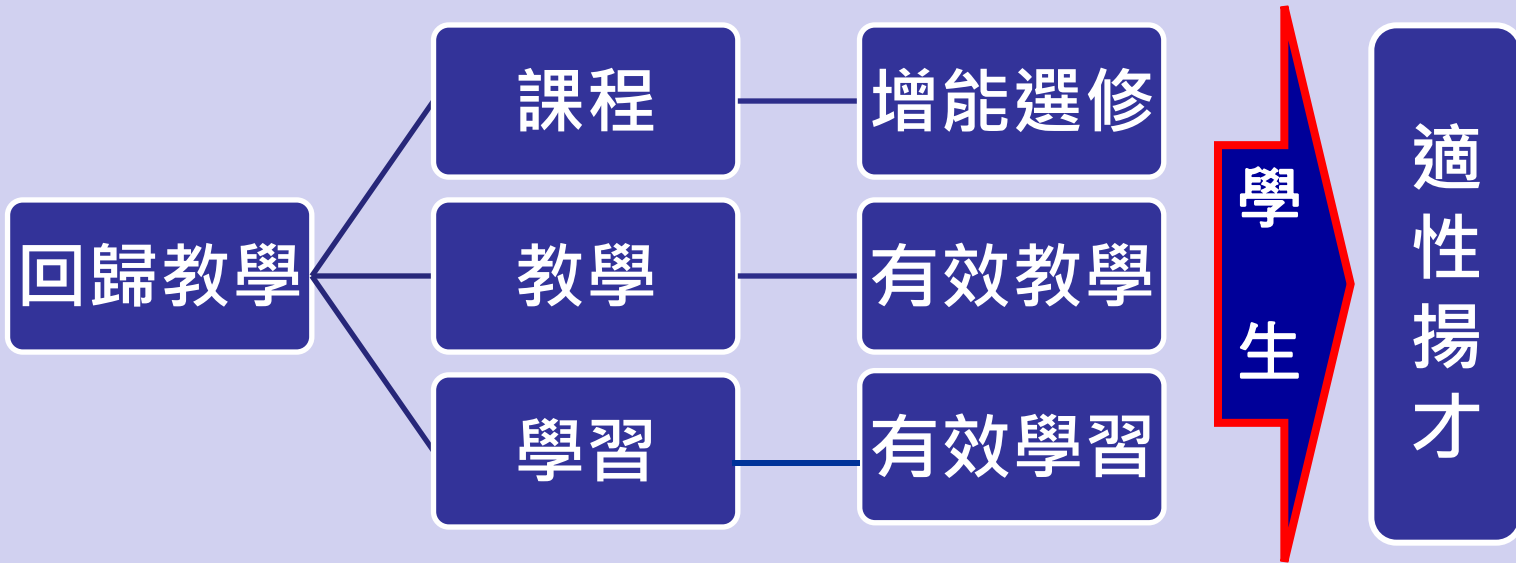 回歸教學
課程
增能選修
教學
有效教學
學習
有效學習
學生
適性揚才